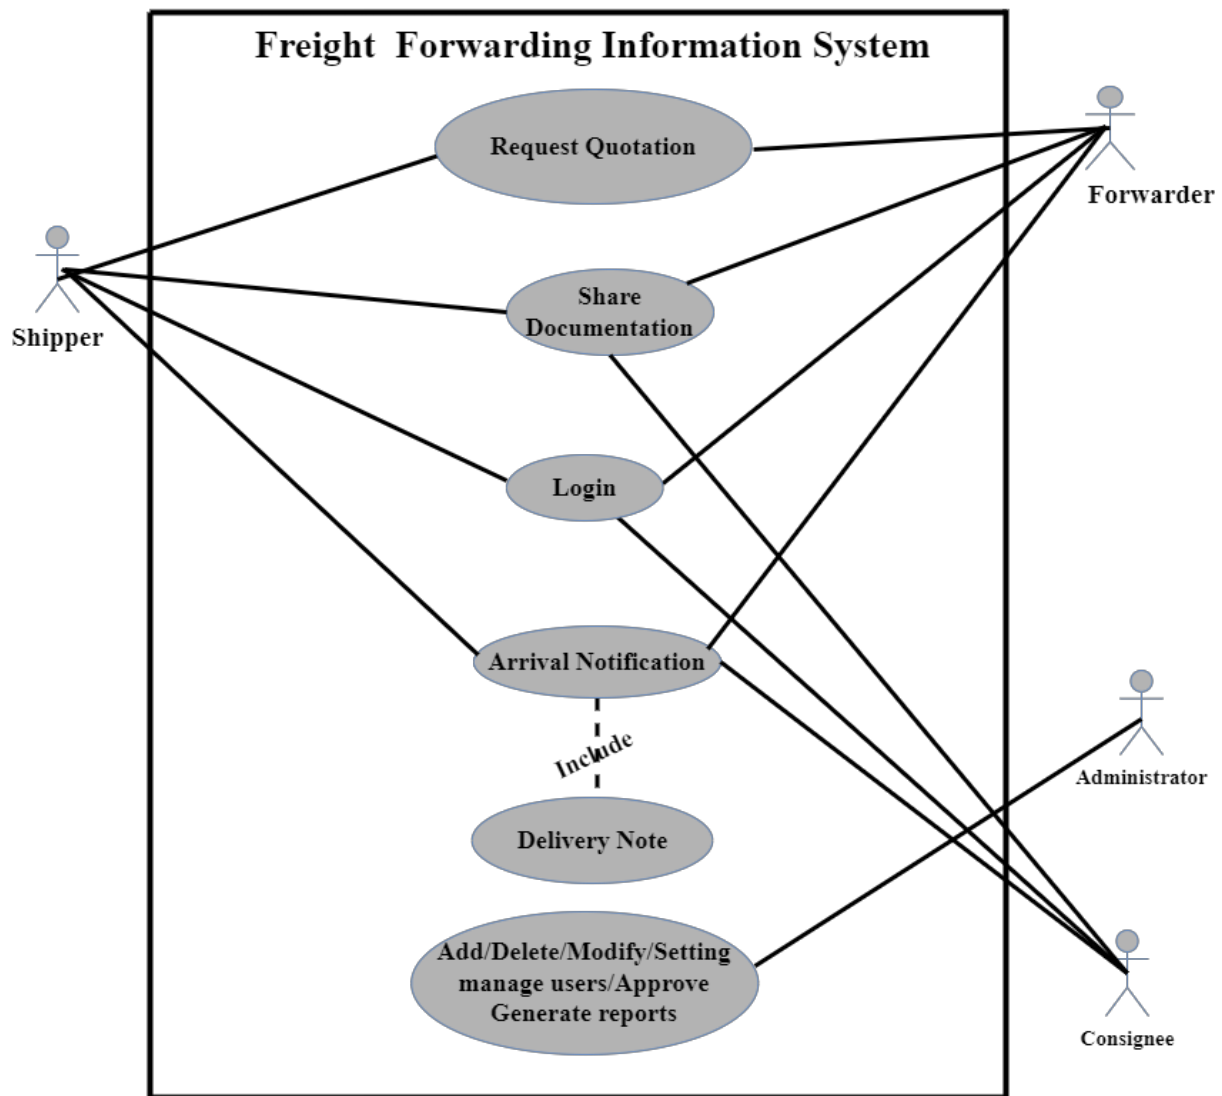 Freight Forwarding Information System
Request Quotation
Forwarder
Share
Documentation
Shipper
Login
Arrival Notification
Include
Administrator
Delivery Note
Add/Delete/Modify/Setting
manage users/Approve
Generate reports
Consignee